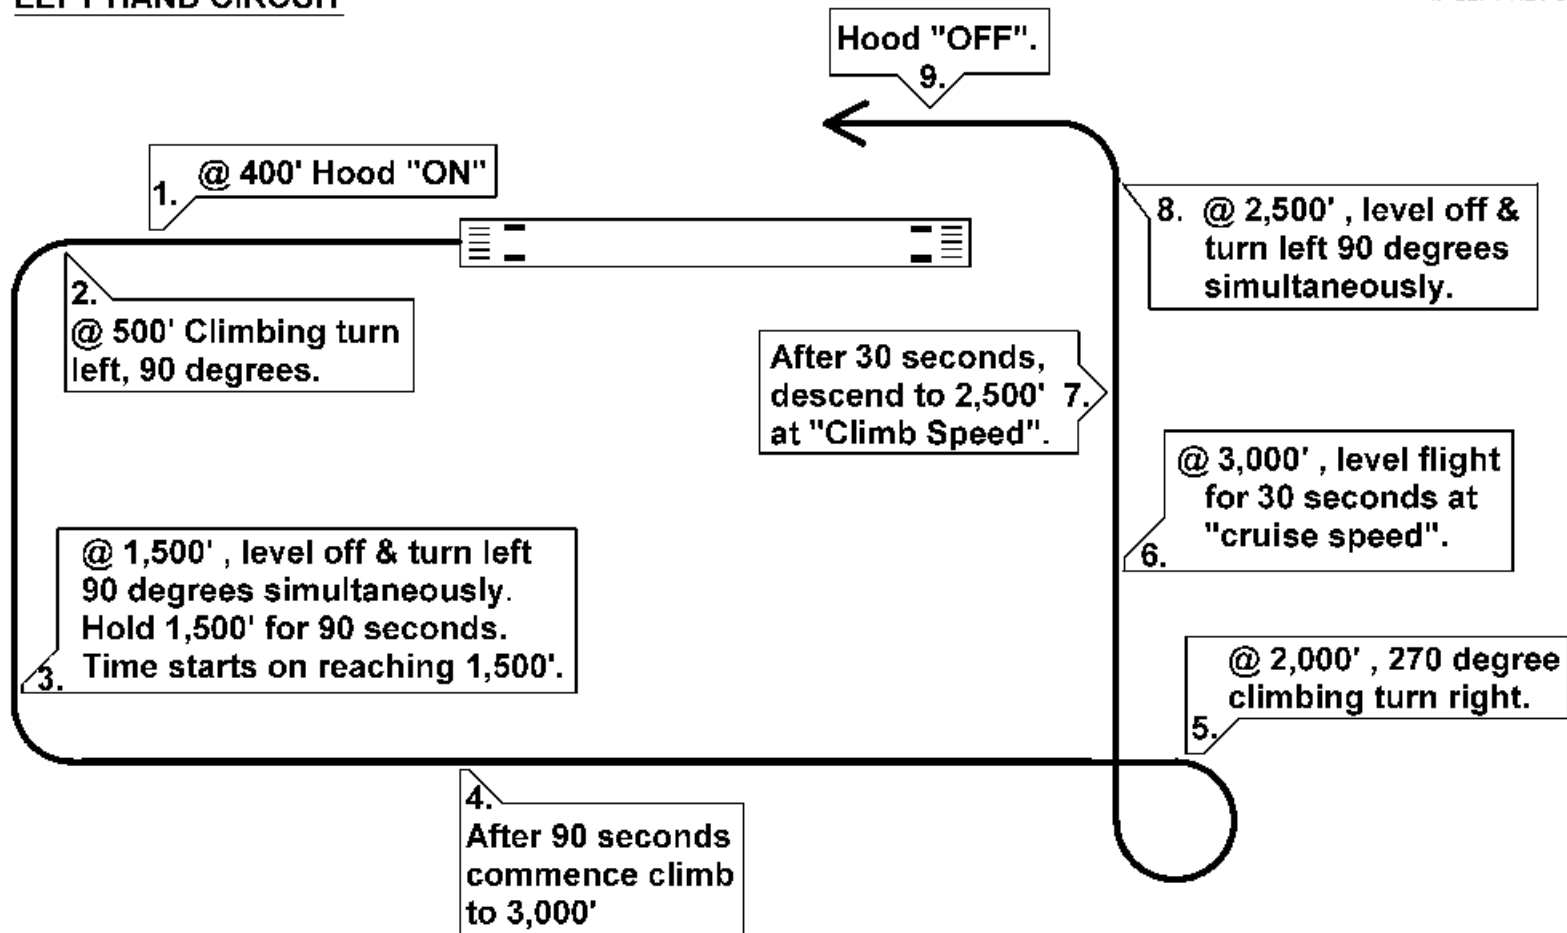 LEFT HAND CIRCUIT
Hood "OFF".
9.
@ 400' Hood "ON"
1.
2.
@ 500' Climbing turn
left, 90 degrees.
8. @ 2,500' , level off &
turn left 90 degrees
simultaneously.
After 30 seconds,
descend to 2,500' 7.
at "Climb Speed".
@ 3,000' , level flight
for 30 seconds at
"cruise speed".
6.
@ 1,500' , level off & turn left
90 degrees simultaneously.
Hold 1,500' for 90 seconds.
Time starts on reaching 1,500'.
3.
@ 2,000' , 270 degree
climbing turn right.
5.
4.
After 90 seconds
commence climb
to 3,000'